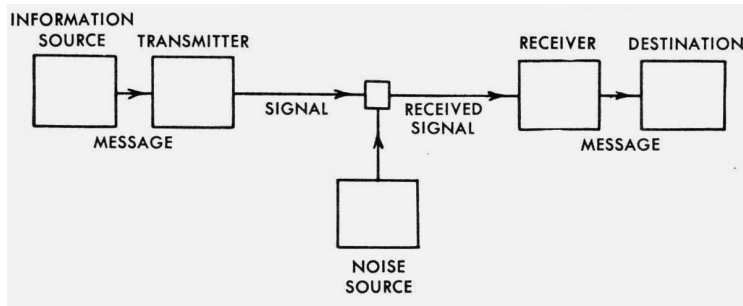 INFORMATION
SOURCE
TRANSMITTER
RECEIVER
DESTINATION
SIGNAL
RECEIVED
SIGNAL
MESSAGE
MESSAGE
NOISE
SOURCE